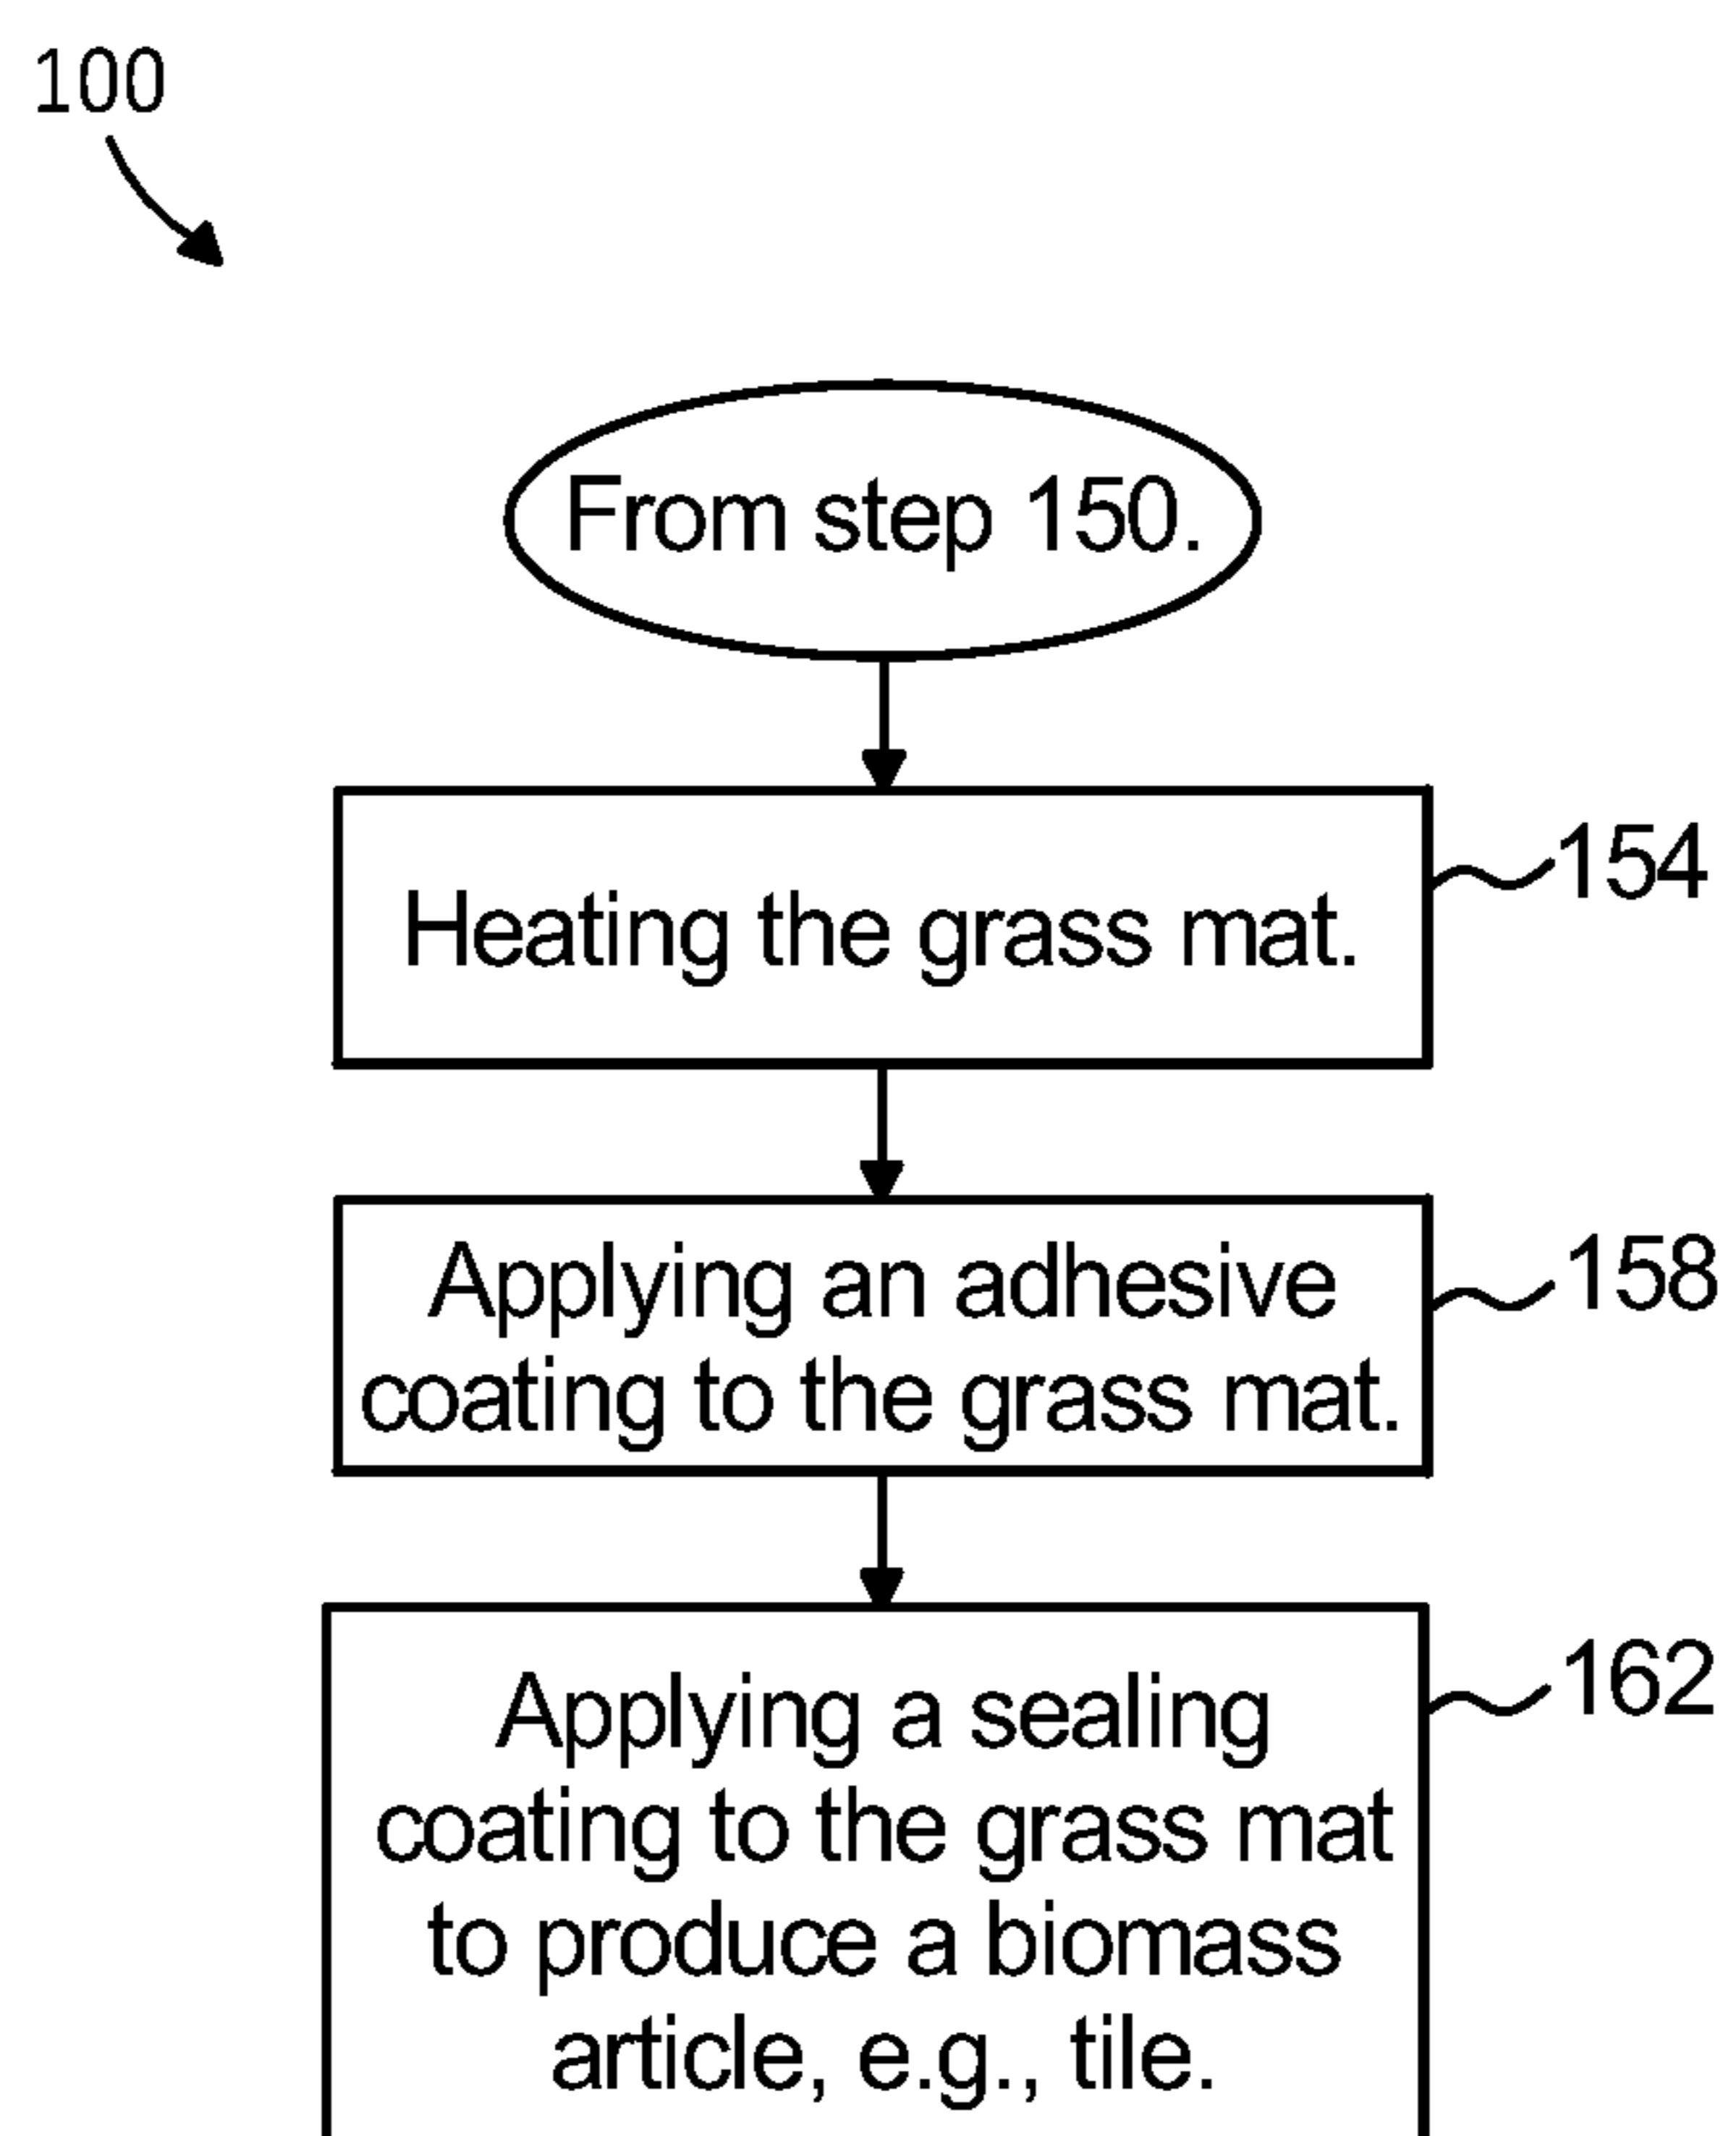 100
From step 150.
Heating the grass mat.
154
Applying an adhesive
coating to the grass mat.
158
Applying a sealing
coating to the grass mat
to produce a biomass
article, e.g., tile.
162